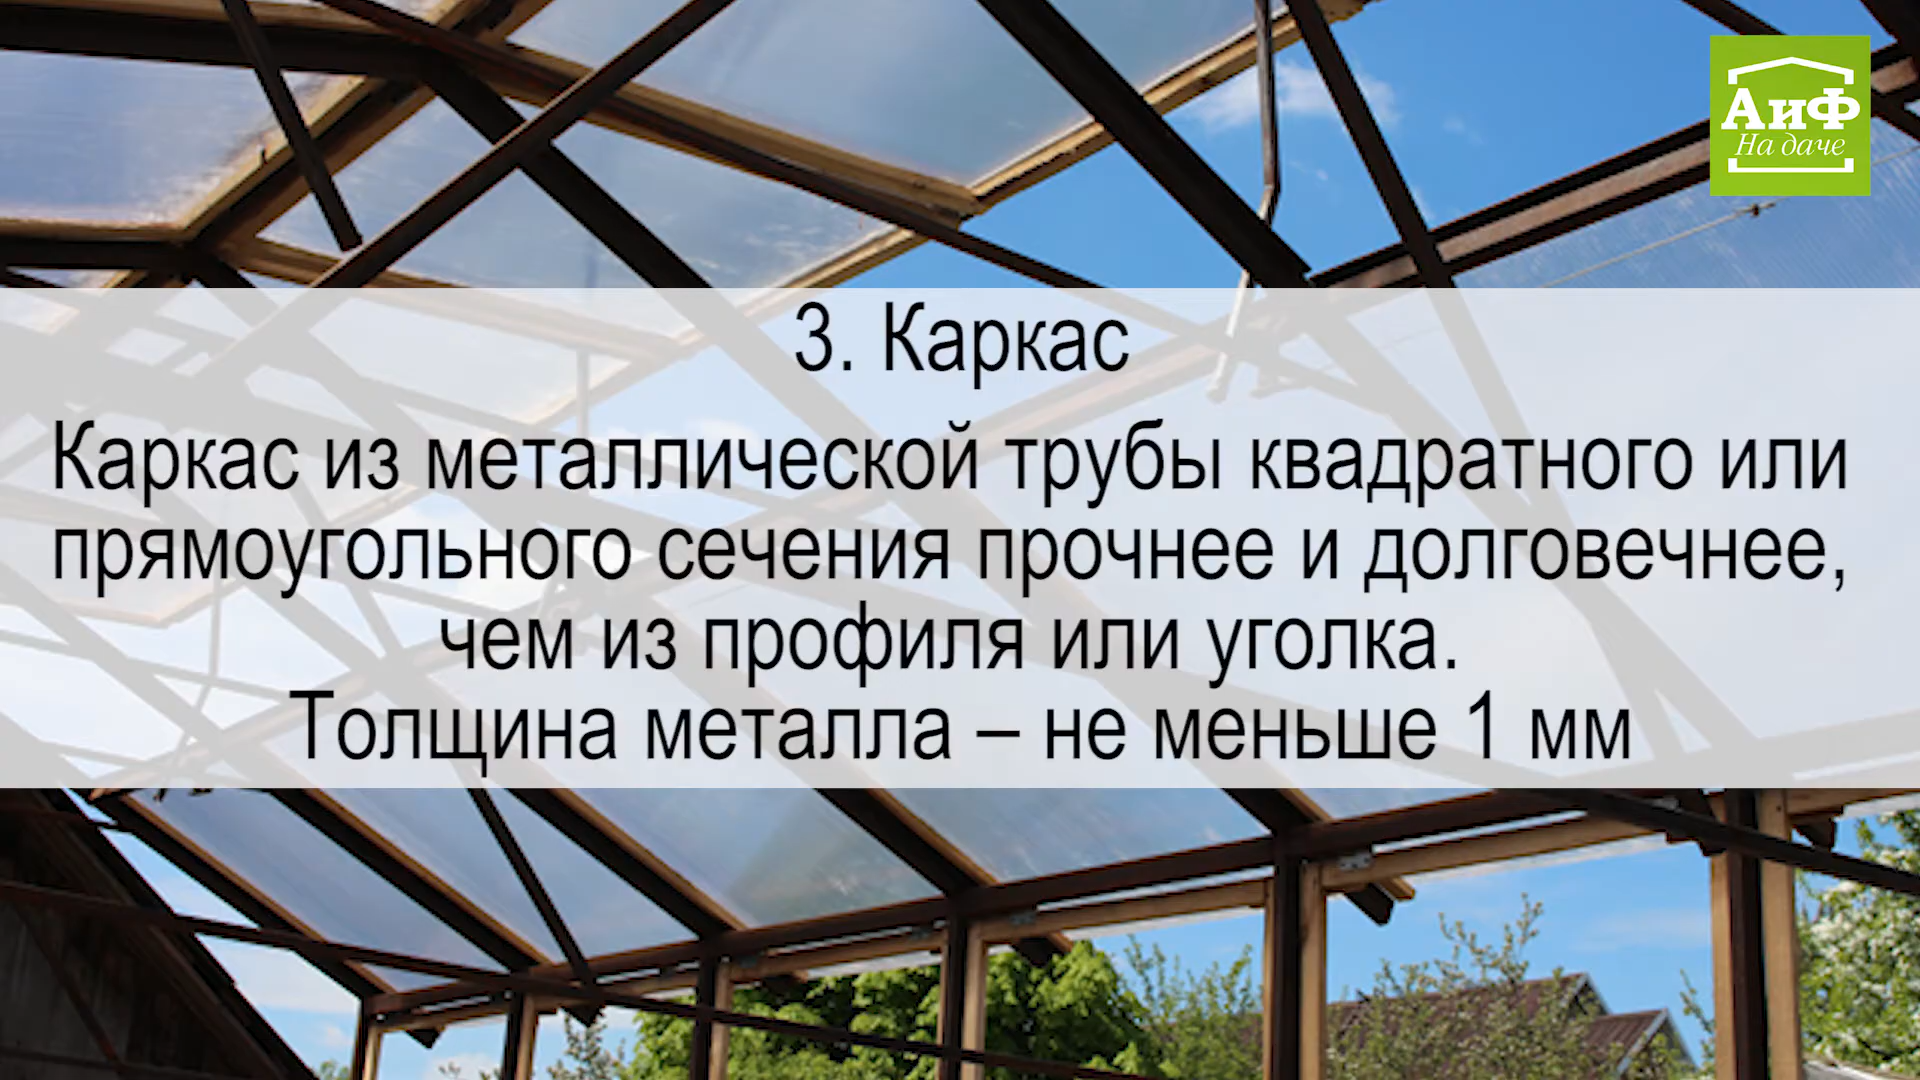 АиФ
На даче
3. Каркас
Каркас из металлической трубы квадратного или
прямоугольного сечения прочнее и долговечнее,
чем из профиля или уголка.
Толщина металла – не меньше 1 мм